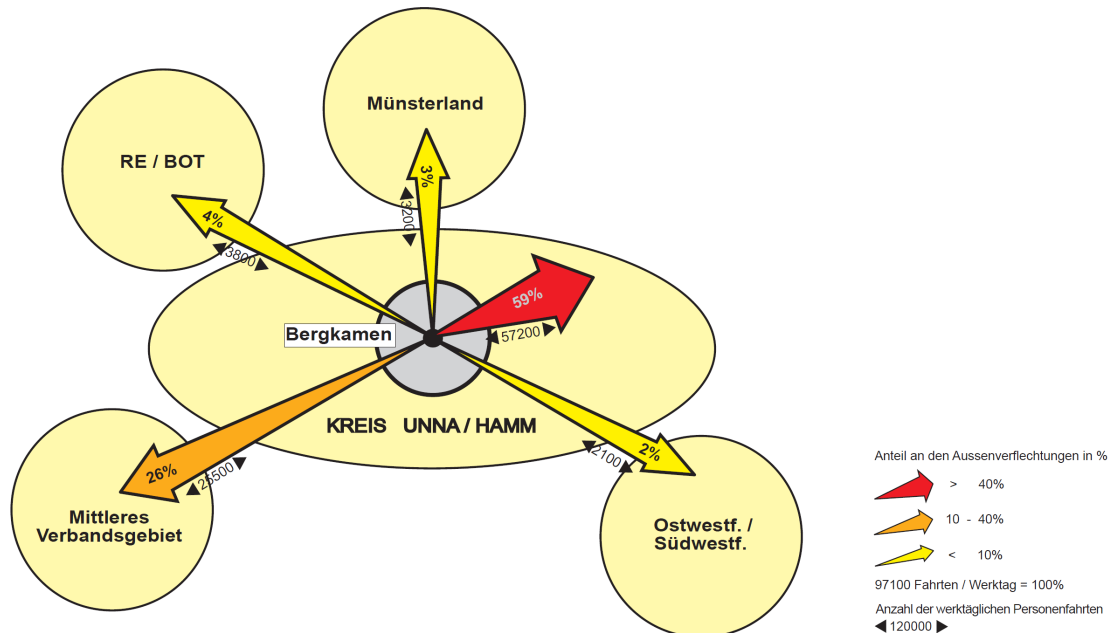 Münsterland
RE / BOT
3%
3200
4%
3800
59%
57200
Bergkamen
KREIS UNNA / HAMM
26%
25500
2%
2100
Mittleres
Verbandsgebiet
Ostwestf. /
Südwestf.
Anteil an den Aussenverflechtungen in %
> 40%
10 - 40%
< 10%
97100 Fahrten / Werktag = 100%
Anzahl der werktäglichen Personenfahrten
120000